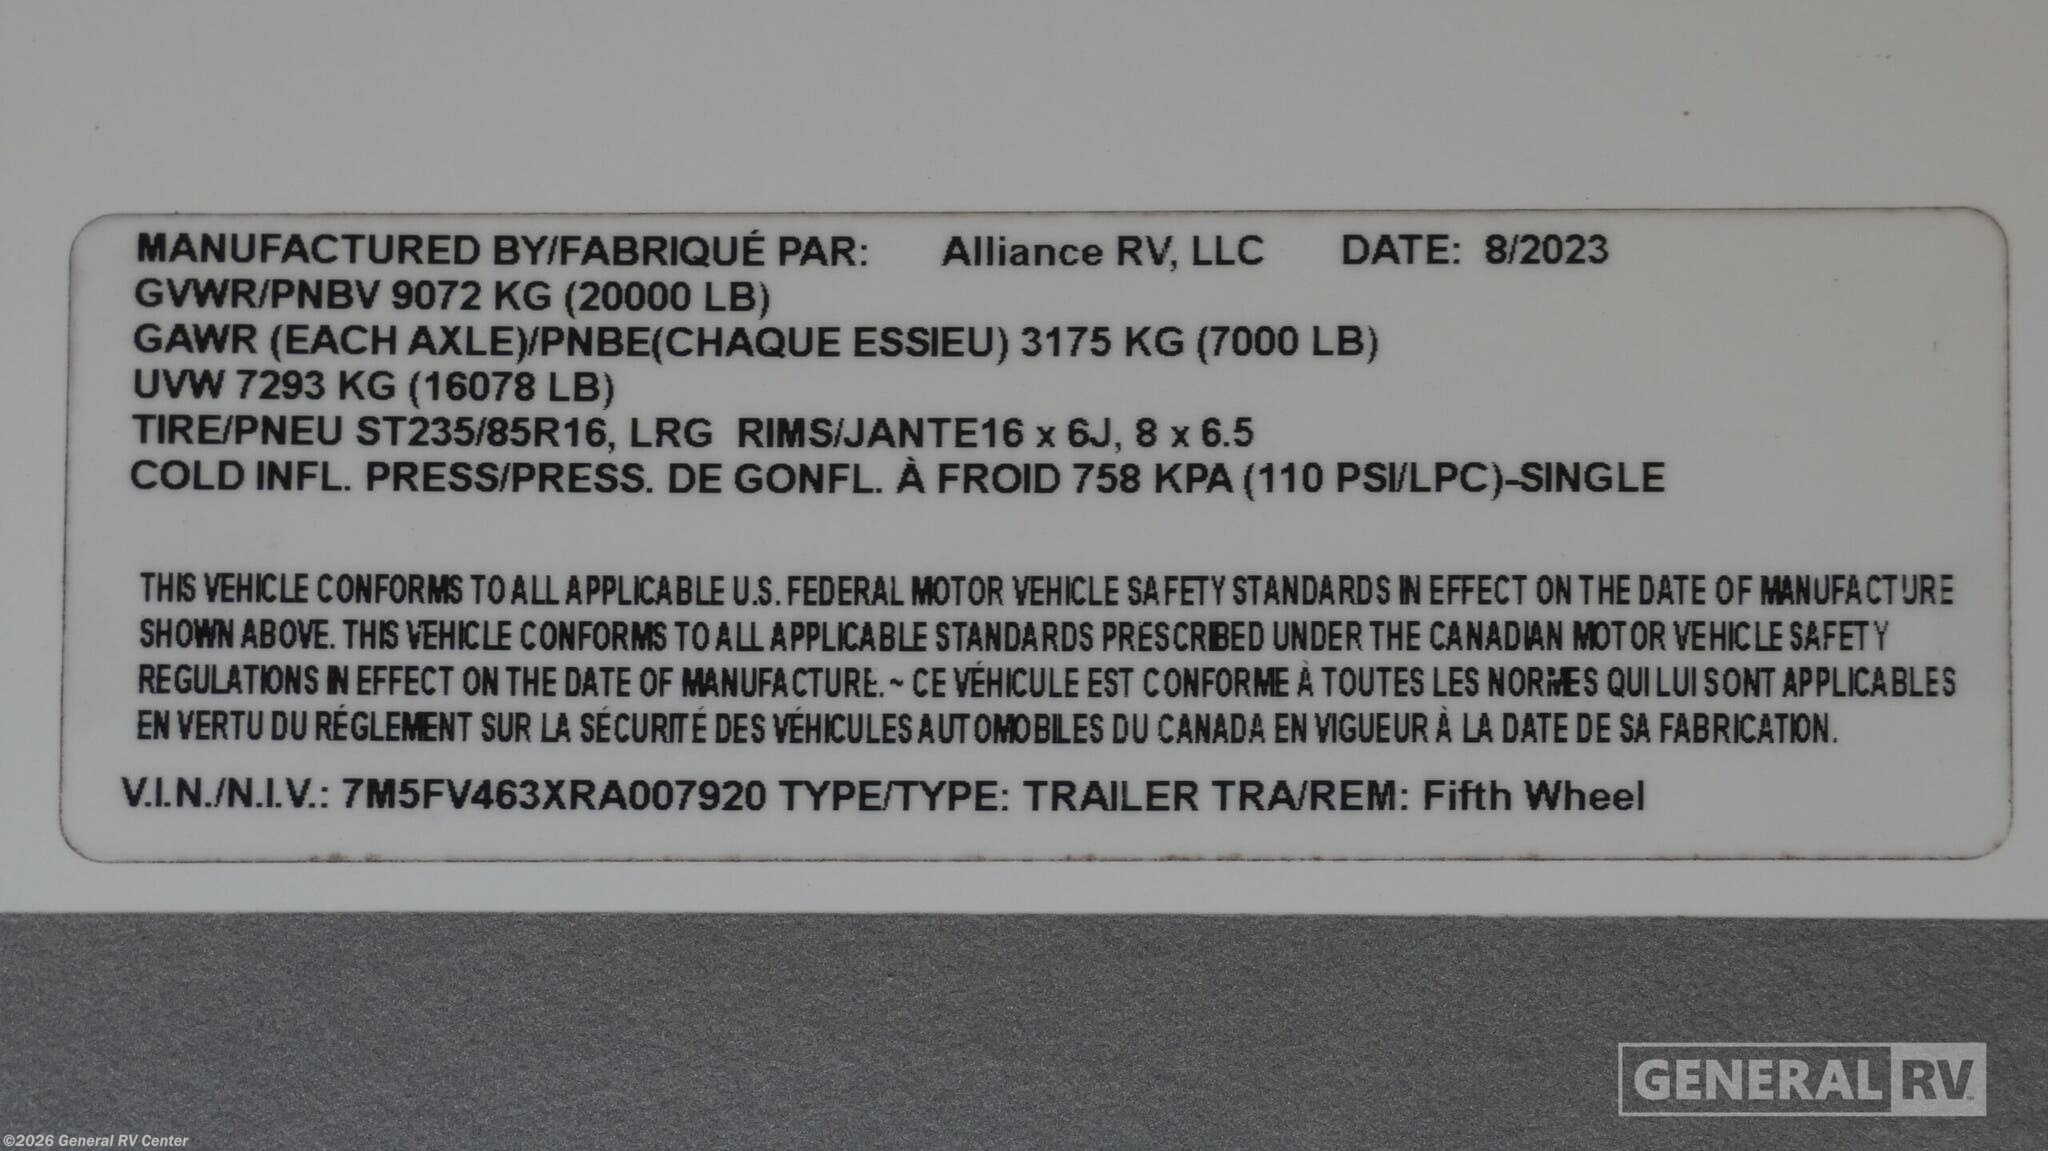 MANUFACTURED BY/FABRIQUÉ PAR: Alliance RV, LLC DATE: 8/2023
GVWR/PNBV 9072 KG (20000 LB)
GAWR (EACH AXLE)/PNBE(CHAQUE ESSIEU) 3175 KG (7000 LB)
UVW 7293 KG (16078 LB)
TIRE/PNEU ST235/85R16, LRG RIMS/JANTE16 x 6J, 8 x 6.5
COLD INFL. PRESS/PRESS. DE GONFL. À FROID 758 KPA (110 PSI/LPC)-SINGLE
THIS VEHICLE CONFORMS TO ALL APPLICABLE U.S. FEDERAL MOTOR VEHICLE SAFETY STANDARDS IN EFFECT ON THE DATE OF MANUFACTURE
SHOWN ABOVE. THIS VEHICLE CONFORMS TO ALL APPLICABLE STANDARDS PRESCRIBED UNDER THE CANADIAN MOTOR VEHICLE SAFETY
REGULATIONS IN EFFECT ON THE DATE OF MANUFACTURE. ~ CE VÉHICULE EST CONFORME À TOUTES LES NORMES QUI LUI SONT APPLICABLES
EN VERTU DU RÉGLEMENT SUR LA SÉCURITÉ DES VÉHICULES AUTOMOBILES DU CANADA EN VIGUEUR À LA DATE DE SA FABRICATION.
V.I.N./N.I.V.: 7M5FV463XRA007920 TYPE/TYPE: TRAILER TRA/REM: Fifth Wheel
GENERAL RV
©2026 General RV Center